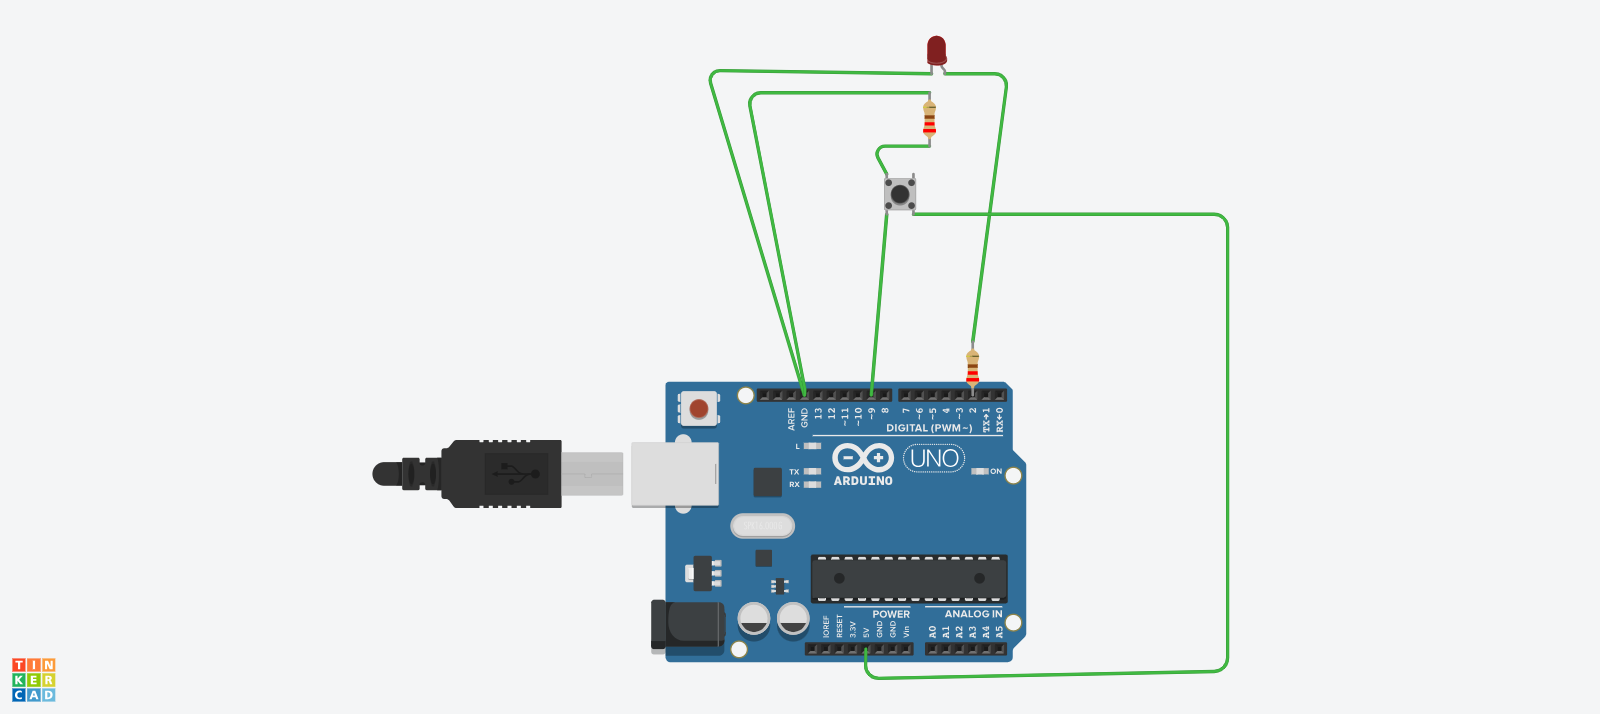 AREF
GND
13
12
~11
~10
~9
8
7
~6
~5
4
~3
2
TX→1
RX←0
DIGITAL (PWM~)
L
TX
RX
ARDUINO
UNO
ON
POWER
ANALOG IN
IOREF
RESET
3.3V
5V
GND
GND
Vin
A0
A1
A2
A3
A4
A5
TIN
KER
CAD